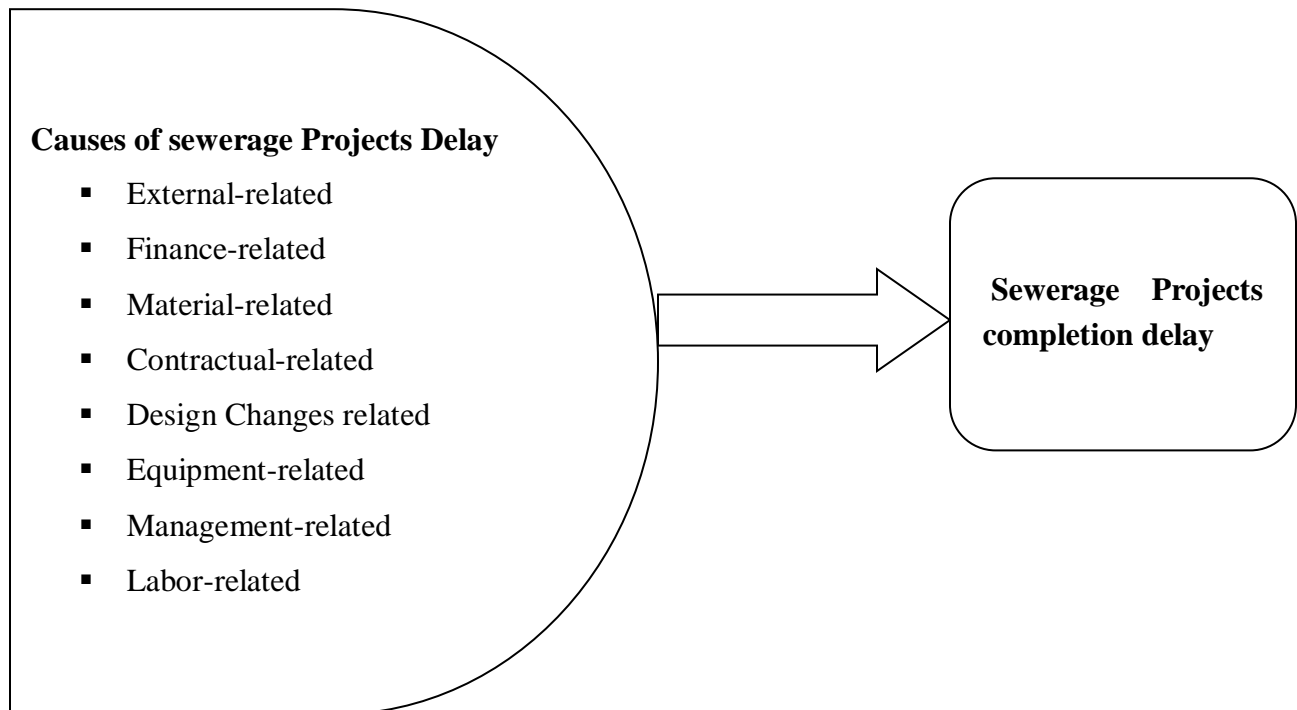 Causes of sewerage Projects Delay
▪ External-related
▪ Finance-related
▪ Material-related
▪ Contractual-related
▪ Design Changes related
▪ Equipment-related
▪ Management-related
▪ Labor-related
Sewerage Projects
completion delay